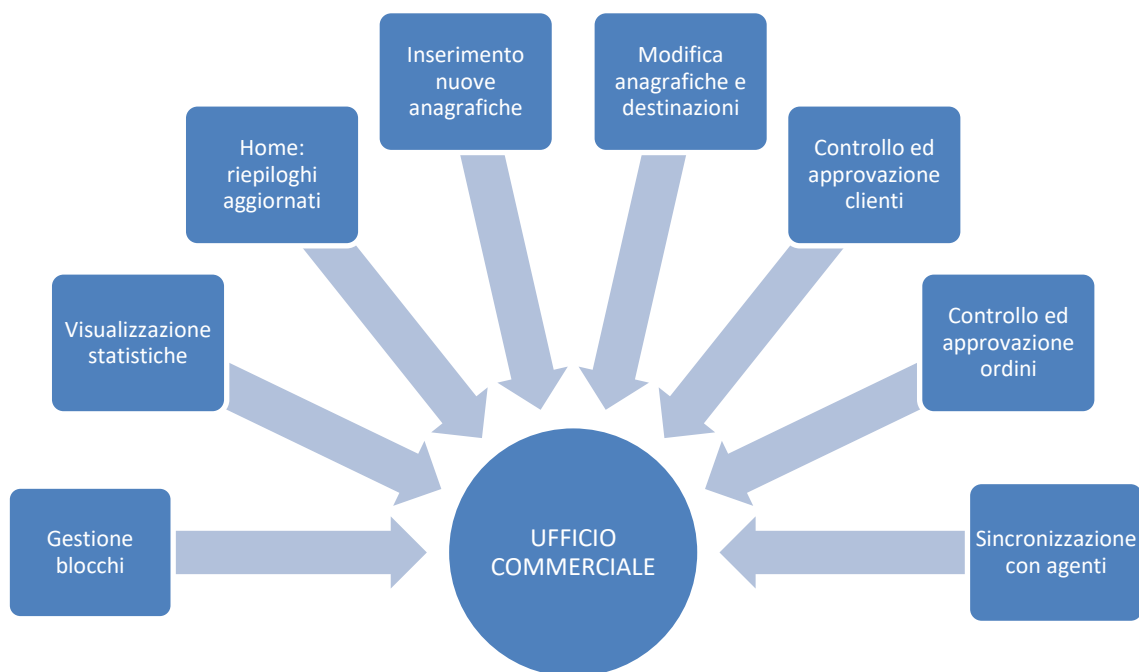 Inserimento
nuove
anagrafiche
Modifica
anagrafiche e
destinazioni
Home:
riepiloghi
aggiornati
Controllo ed
approvazione
clienti
Visualizzazione
statistiche
Controllo ed
approvazione
ordini
Gestione
blocchi
UFFICIO
COMMERCIALE
Sincronizzazione
con agenti